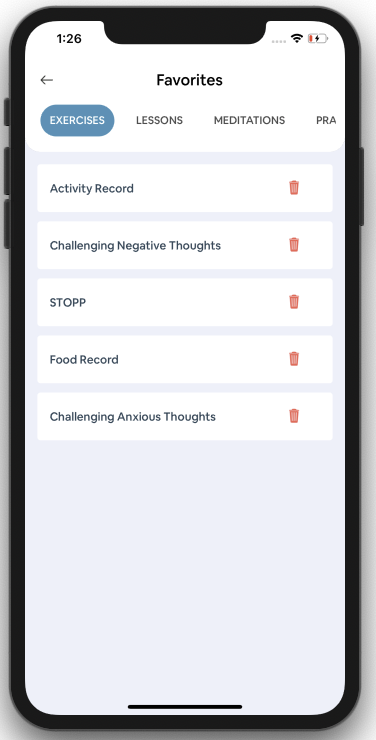 1:26
Favorites
EXERCISES LESSONS MEDITATIONS PRA
Activity Record
Challenging Negative Thoughts
STOPP
Food Record
Challenging Anxious Thoughts